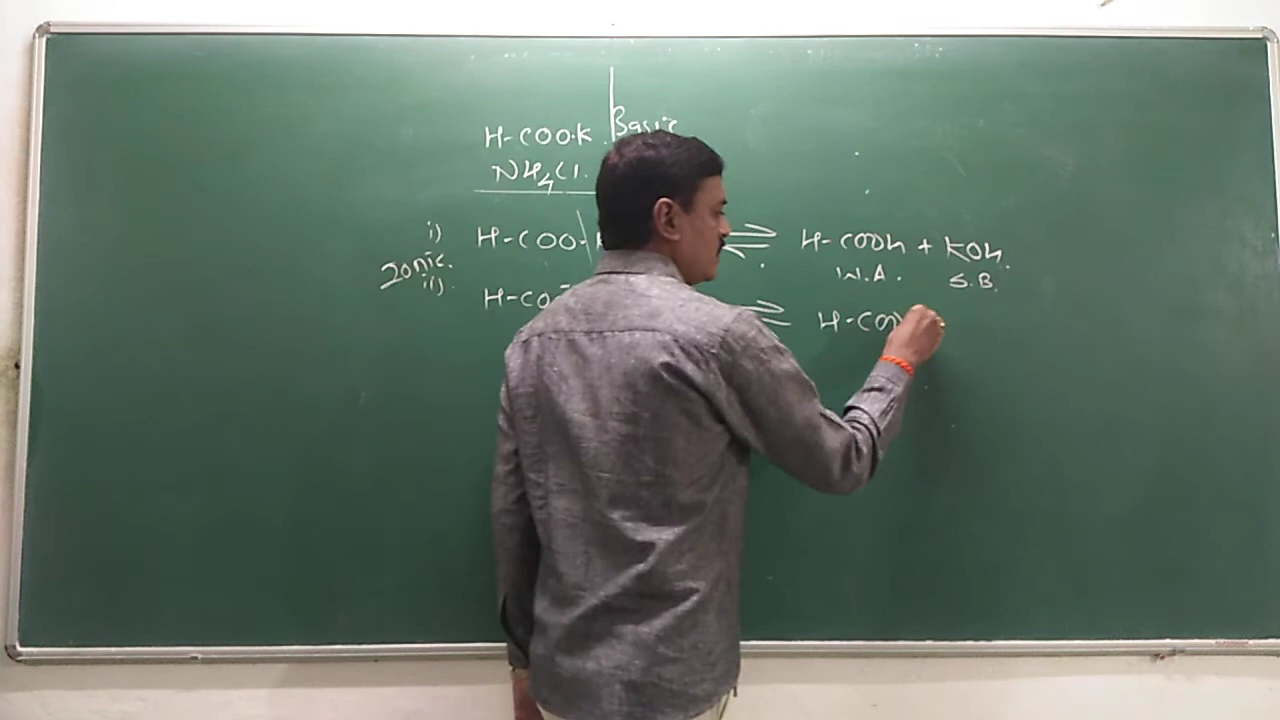 H-COOK. Basic
NH4Cl.
i) H-COO- ⇌ H-COOH + KOH.
W.A. S.B.
Ionic.
ii) H-COO- ⇌ H-COO